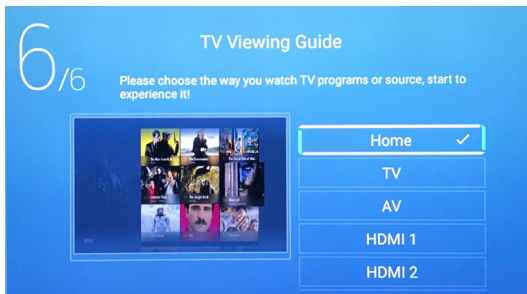 6/6
TV Viewing Guide
Please choose the way you watch TV programs or source, start to
experience it!
Home
TV
AV
HDMI 1
HDMI 2